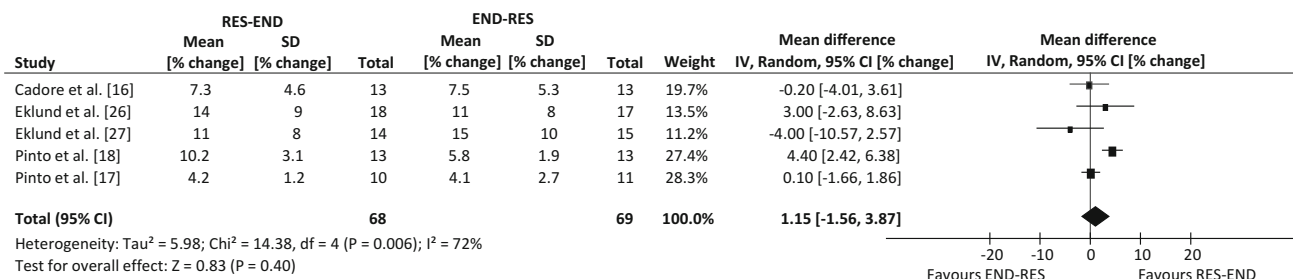 RES-END END-RES
Mean SD Mean SD Mean difference Mean difference
Study [% change] [% change] Total [% change] [% change] Total Weight IV, Random, 95% CI [% change] IV, Random, 95% CI [% change]
Cadore et al. [16] 7.3 4.6 13 7.5 5.3 13 19.7% -0.20 [-4.01, 3.61]
Eklund et al. [26] 14 9 18 11 8 17 13.5% 3.00 [-2.63, 8.63]
Eklund et al. [27] 11 8 14 15 10 15 11.2% -4.00 [-10.57, 2.57]
Pinto et al. [18] 10.2 3.1 13 5.8 1.9 13 27.4% 4.40 [2.42, 6.38]
Pinto et al. [17] 4.2 1.2 10 4.1 2.7 11 28.3% 0.10 [-1.66, 1.86]
Total (95% CI) 68 69 100.0% 1.15 [-1.56, 3.87]
Heterogeneity: Tau² = 5.98; Chi² = 14.38, df = 4 (P = 0.006); I² = 72%
Test for overall effect: Z = 0.83 (P = 0.40)
-20 -10 0 10 20
Favours END-RES Favours RES-END